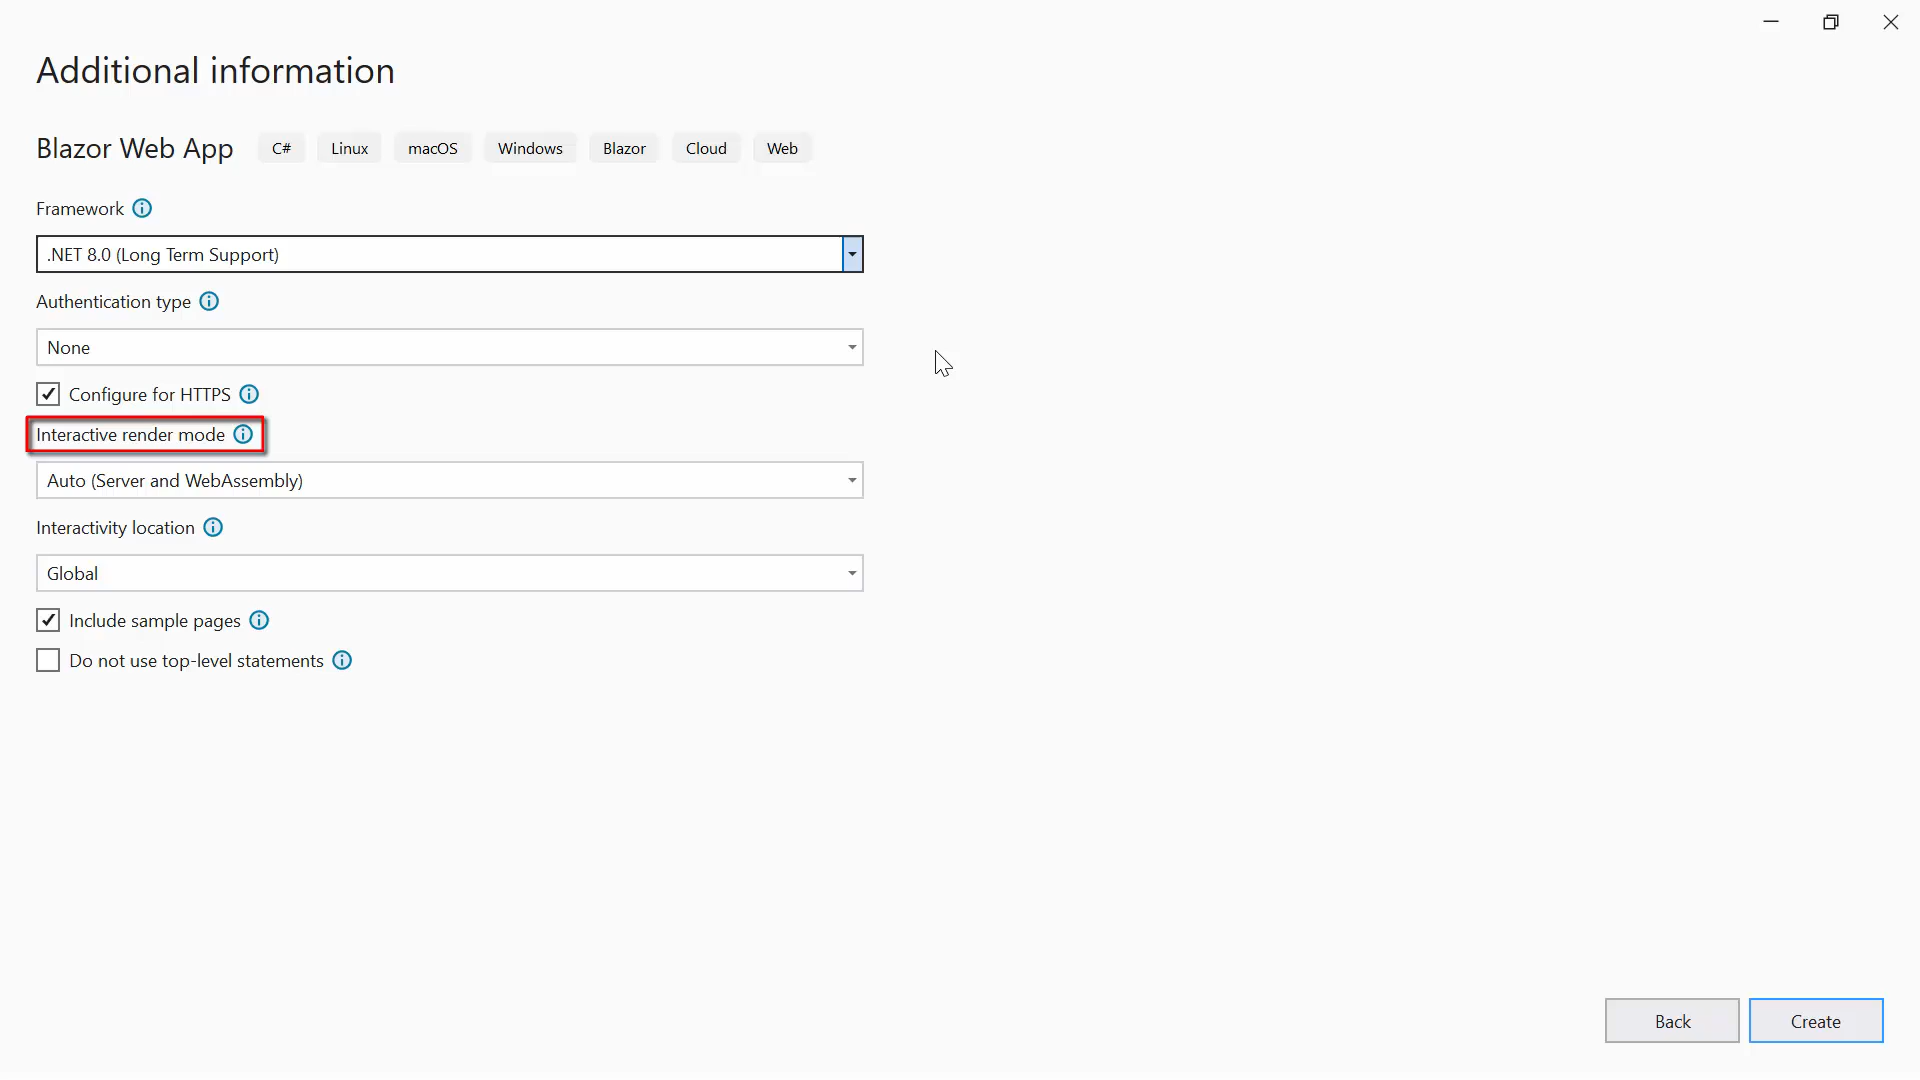 Additional information
Blazor Web App C# Linux macOS Windows Blazor Cloud Web
Framework
.NET 8.0 (Long Term Support)
Authentication type
None
Configure for HTTPS
Interactive render mode
Auto (Server and WebAssembly)
Interactivity location
Global
Include sample pages
Do not use top-level statements
Back Create